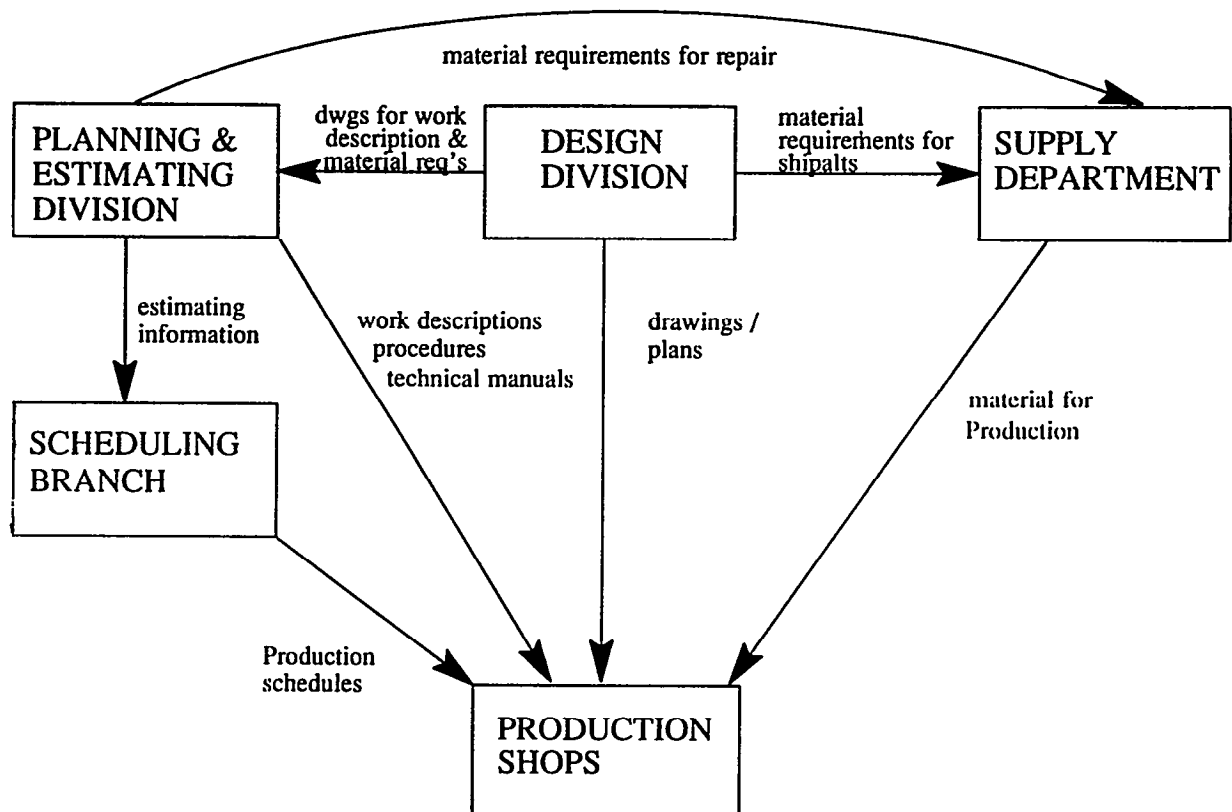 material requirements for repair
PLANNING &
ESTIMATING
DIVISION
dwgs for work
description &
material req's
DESIGN
DIVISION
material
requirements for
shipalts
SUPPLY
DEPARTMENT
estimating
information
work descriptions
procedures
technical manuals
drawings /
plans
material for
Production
SCHEDULING
BRANCH
Production
schedules
PRODUCTION
SHOPS